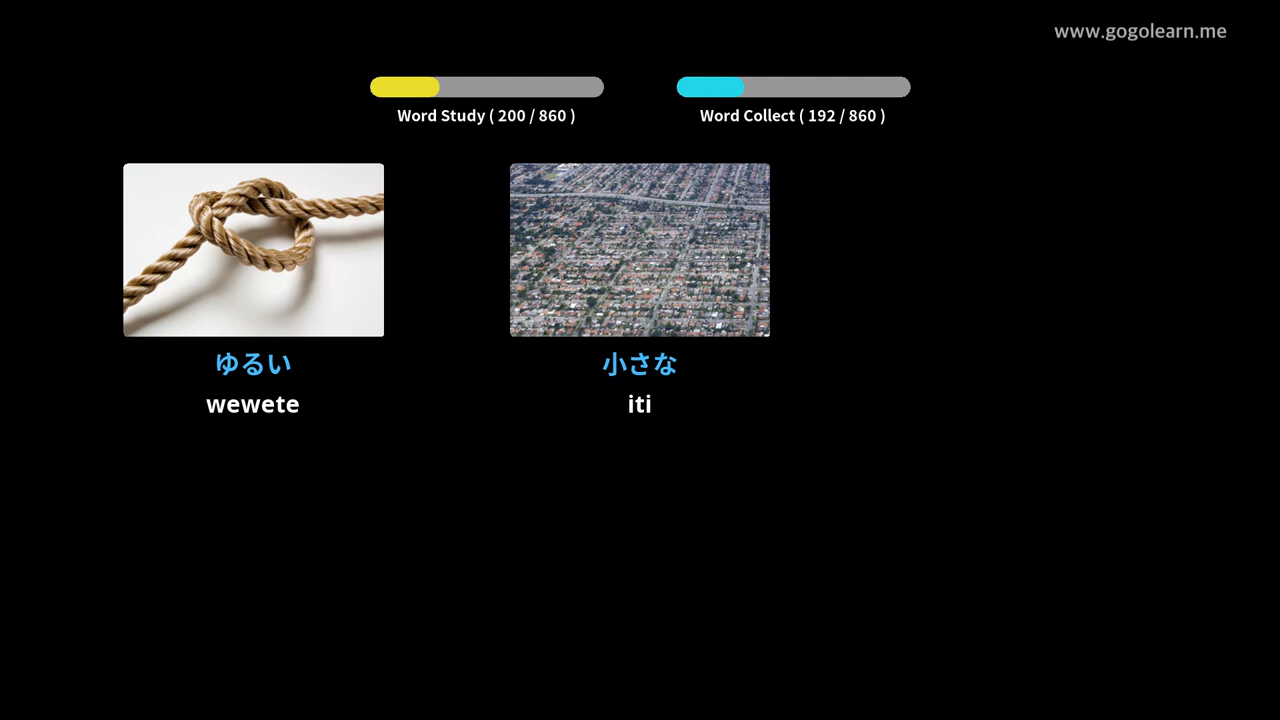 www.gogolearn.me
Word Study ( 200 / 860 )
Word Collect ( 192 / 860 )
ゆるい
wewete
小さな
iti